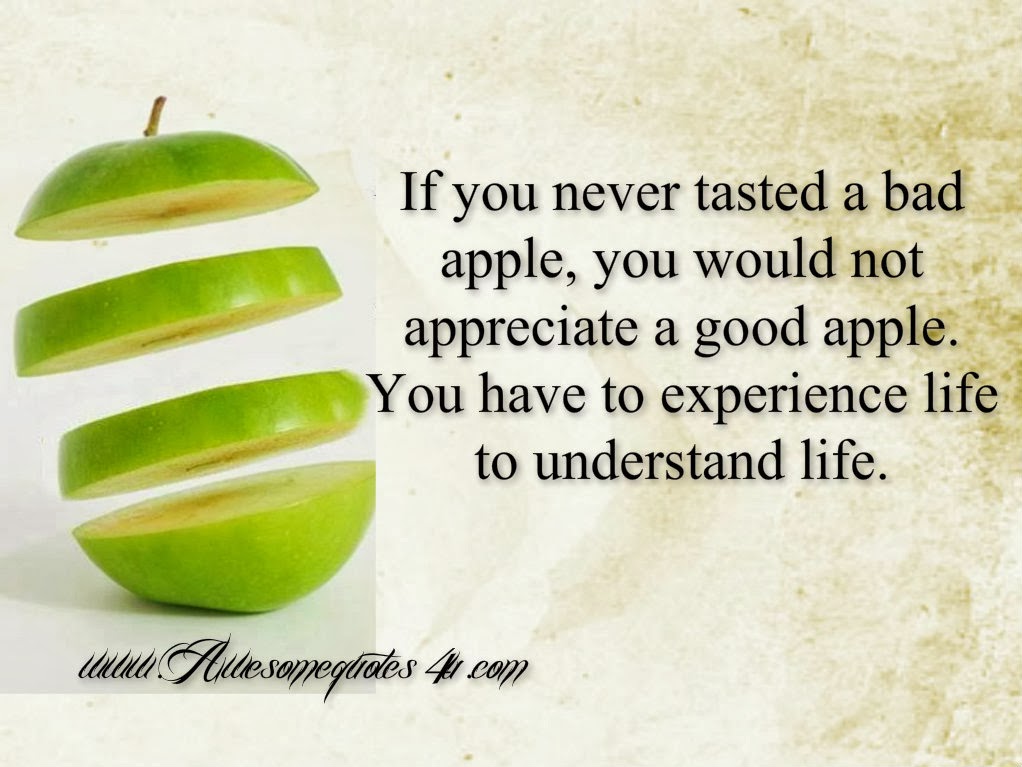 If you never tasted a bad
apple, you would not
appreciate a good apple.
You have to experience life
to understand life.
www.Awesomequotes4u.com